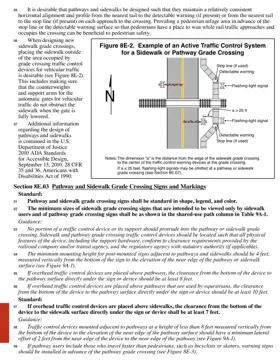 05 It is desirable that pathways and sidewalks be designed such that they maintain a relatively consistent
horizontal alignment and profile from the nearest rail to the detectable warning (if present) or from the nearest rail
to the stop line (if present) on each approach to the crossing. Providing a pedestrian refuge area in advance of the
stop line or the detectable warning surface so that pedestrians have a place to wait while rail traffic approaches and
occupies the crossing can be beneficial to pedestrian safety.
06 When designing new
sidewalk grade crossings,
placing the sidewalk outside
of the area occupied by
grade crossing traffic control
devices for vehicular traffic
is desirable (see Figure 8E-2).
This includes making sure
that the counterweights
and support arms for the
automatic gates for vehicular
traffic do not obstruct the
sidewalk when the gate is
fully lowered.
07 Additional information
regarding the design of
pathways and sidewalks
is contained in the U.S.
Department of Justice
2010 ADA Standards
for Accessible Design,
September 15, 2010, 28 CFR
35 and 36, Americans with
Disabilities Act of 1990.
Figure 8E-2. Example of an Active Traffic Control System
for a Sidewalk or Pathway Grade Crossing
Stop line (if used)
Detectable warning
Flashing-light signal
a = 25 ft
Flashing-light signal
Detectable warning
Stop line (if used)
Notes: The dimension "a" is the distance from the edge of the sidewalk grade crossing
to the center of the traffic control warning devices at the grade crossing.
If a ≤ 25 feet, flashing-light signals may be omitted at a pathway or sidewalk
grade crossing (see Section 8E.07).
Section 8E.03 Pathway and Sidewalk Grade Crossing Signs and Markings
Standard:
01 Pathway and sidewalk grade crossing signs shall be standard in shape, legend, and color.
02 The minimum sizes of sidewalk grade crossing signs that are intended to be viewed only by sidewalk
users and of pathway grade crossing signs shall be as shown in the shared-use path column in Table 9A-1.
Guidance:
03 No portion of a traffic control device or its support should protrude into the pathway or sidewalk grade
crossing. Sidewalk and pathway grade crossing traffic control devices should be located such that all physical
features of the device, including the support hardware, conform to clearance requirements provided by the
railroad company and/or transit agency, and the regulatory agency with statutory authority (if applicable).
04 The minimum mounting height for post-mounted signs adjacent to pathways and sidewalks should be 4 feet,
measured vertically from the bottom of the sign to the elevation of the near edge of the pathway or sidewalk
surface (see Figure 9A-1).
05 If overhead traffic control devices are placed above pathways, the clearance from the bottom of the device to
the pathway surface directly under the sign or device should be at least 8 feet.
06 If overhead traffic control devices are placed above pathways that are used by equestrians, the clearance
from the bottom of the device to the pathway surface directly under the sign or device should be at least 10 feet.
Standard:
07 If overhead traffic control devices are placed above sidewalks, the clearance from the bottom of the
device to the sidewalk surface directly under the sign or device shall be at least 7 feet.
Guidance:
08 Traffic control devices mounted adjacent to pathways at a height of less than 8 feet measured vertically from
the bottom of the device to the elevation of the near edge of the pathway surface should have a minimum lateral
offset of 2 feet from the near edge of the device to the near edge of the pathway (see Figure 9A-1).
09 If pathway users include those who travel faster than pedestrians, such as bicyclists or skaters, warning signs
should be installed in advance of the pathway grade crossing (see Figure 8E-3).